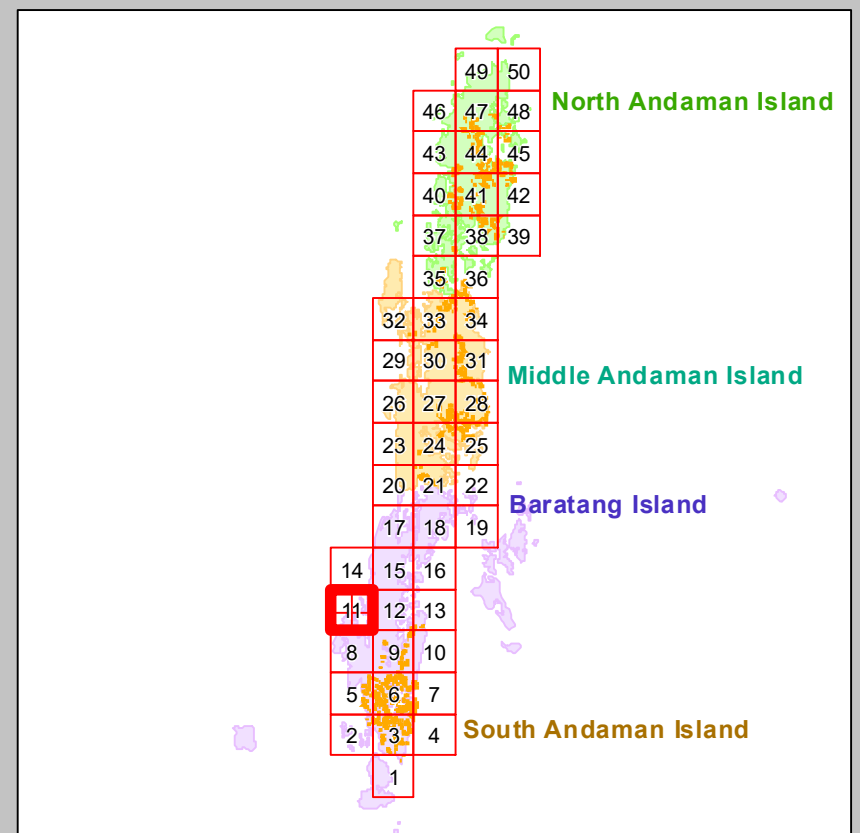 49 50
North Andaman Island
46 47 48
43 44 45
40 41 42
37 38 39
35 36
32 33 34
29 30 31
Middle Andaman Island
26 27 28
23 24 25
20 21 22
Baratang Island
17 18 19
14 15 16
11 12 13
8 9 10
5 6 7
2 3 4
South Andaman Island
1